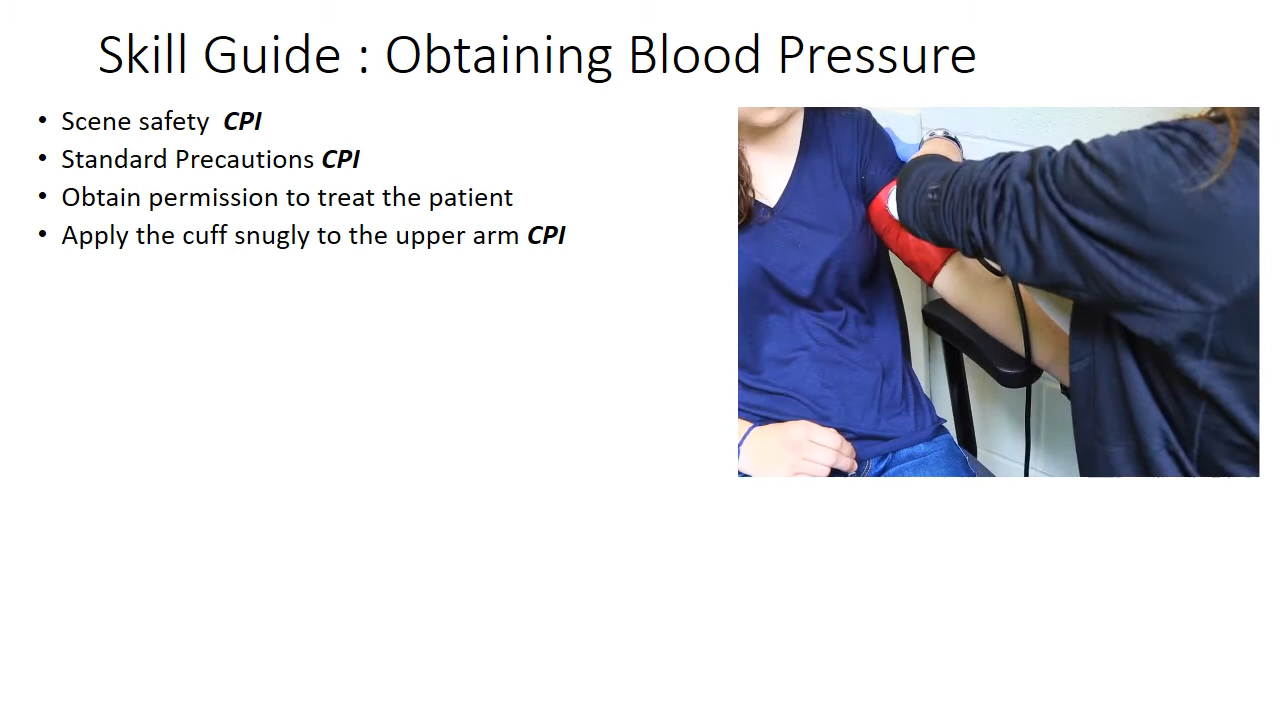 Skill Guide : Obtaining Blood Pressure
• Scene safety CPI
• Standard Precautions CPI
• Obtain permission to treat the patient
• Apply the cuff snugly to the upper arm CPI